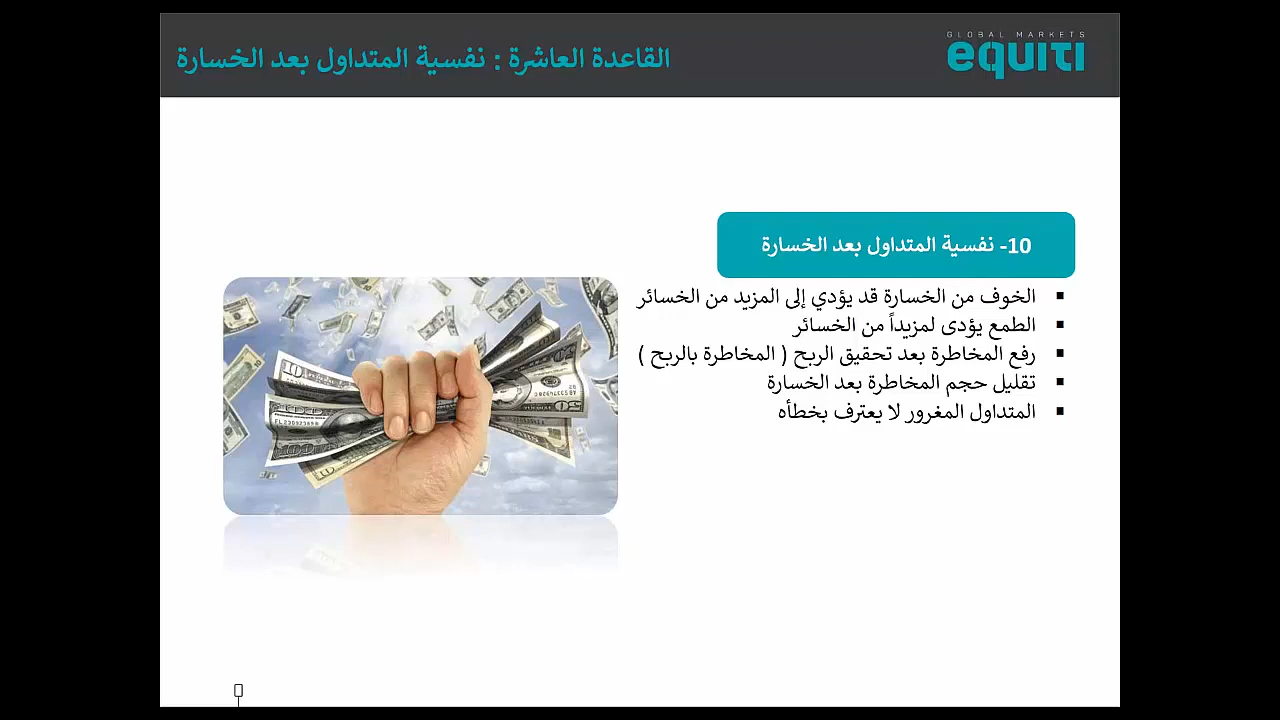 القاعدة العاشرة : نفسية المتداول بعد الخسارة
GLOBAL MARKETS
equiti
10- نفسية المتداول بعد الخسارة
▪ الخوف من الخسارة قد يؤدي إلى المزيد من الخسائر
▪ الطمع يؤدى لمزيداً من الخسائر
▪ رفع المخاطرة بعد تحقيق الربح ( المخاطرة بالربح )
▪ تقليل حجم المخاطرة بعد الخسارة
▪ المتداول المغرور لا يعترف بخطأه